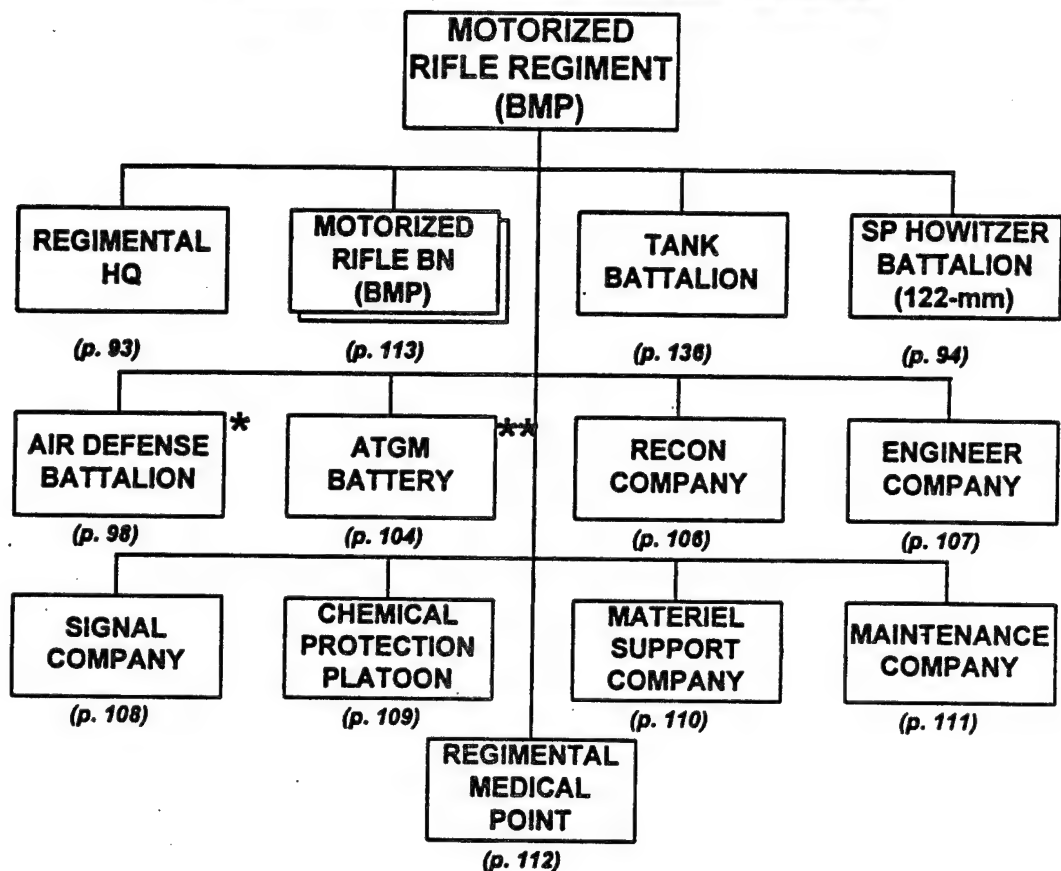 MOTORIZED
RIFLE REGIMENT
(BMP)
REGIMENTAL
HQ
(p. 93)
MOTORIZED
RIFLE BN
(BMP)
(p. 113)
TANK
BATTALION
(p. 136)
SP HOWITZER
BATTALION
(122-mm)
(p. 94)
AIR DEFENSE
BATTALION
*
(p. 98)
ATGM
BATTERY
**
(p. 104)
RECON
COMPANY
(p. 106)
ENGINEER
COMPANY
(p. 107)
SIGNAL
COMPANY
(p. 108)
CHEMICAL
PROTECTION
PLATOON
(p. 109)
MATERIEL
SUPPORT
COMPANY
(p. 110)
MAINTENANCE
COMPANY
(p. 111)
REGIMENTAL
MEDICAL
POINT
(p. 112)